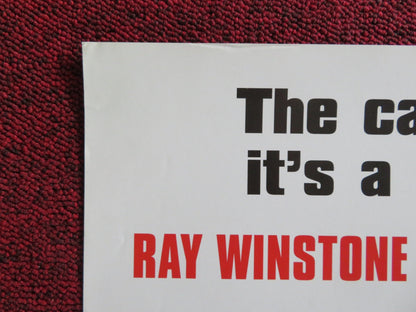 The ca
it's a
RAY WINSTONE